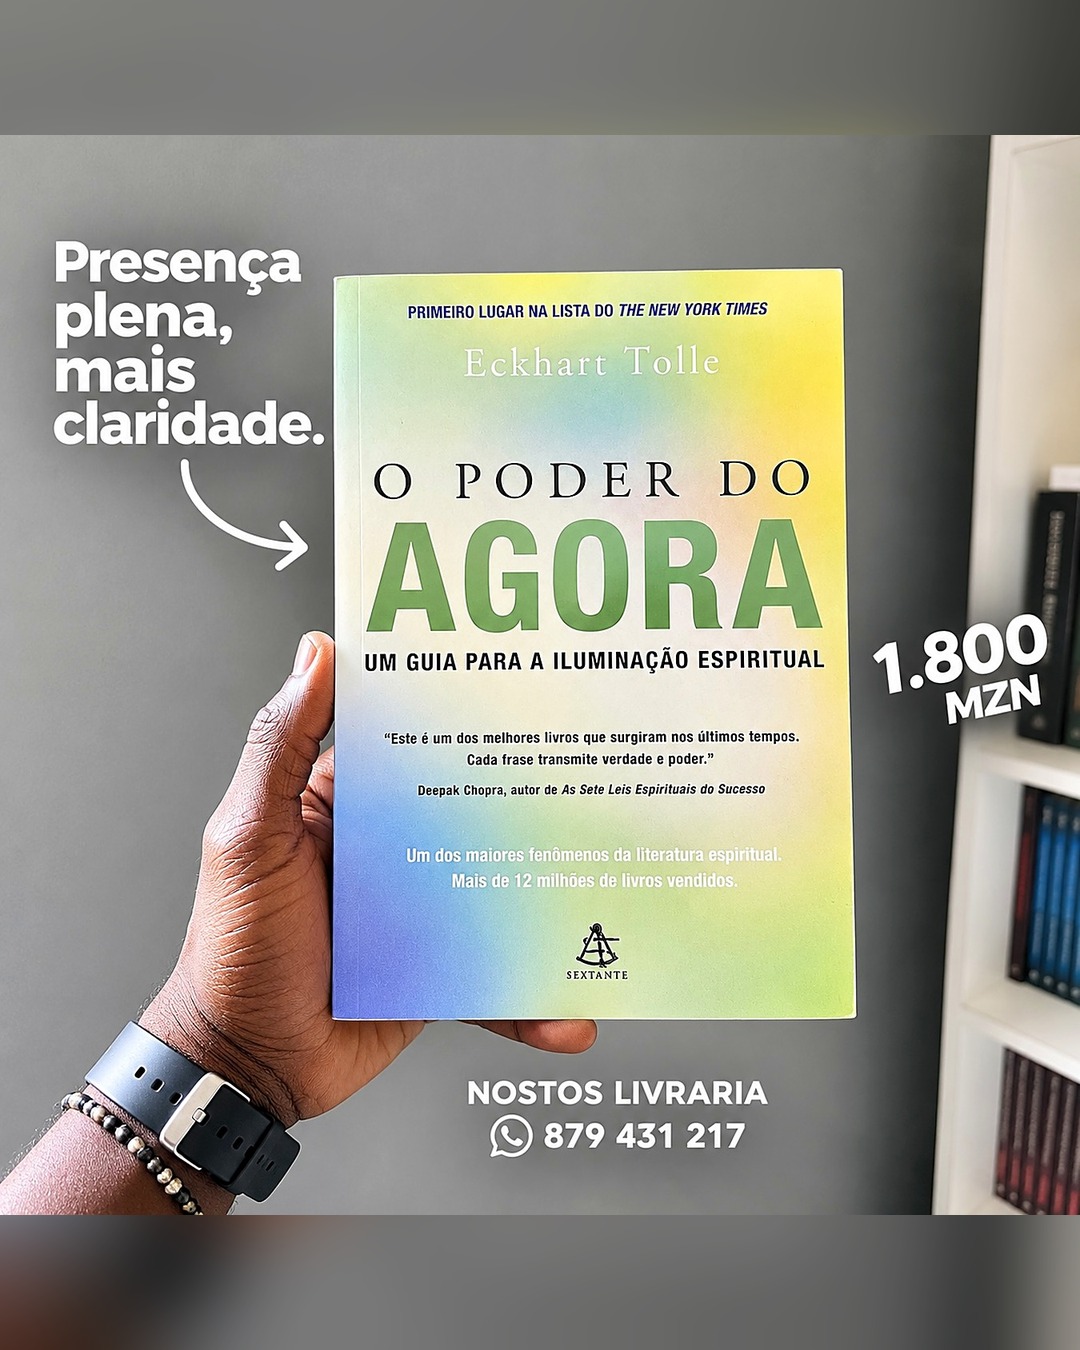 Presença
plena,
mais
claridade.
PRIMEIRO LUGAR NA LISTA DO THE NEW YORK TIMES
Eckhart Tolle
O PODER DO
AGORA
UM GUIA PARA A ILUMINAÇÃO ESPIRITUAL
“Este é um dos melhores livros que surgiram nos últimos tempos.
Cada frase transmite verdade e poder.”
Deepak Chopra, autor de As Sete Leis Espirituais do Sucesso
Um dos maiores fenômenos da literatura espiritual.
Mais de 12 milhões de livros vendidos.
SEXTANTE
1.800
MZN
NOSTOS LIVRARIA
879 431 217